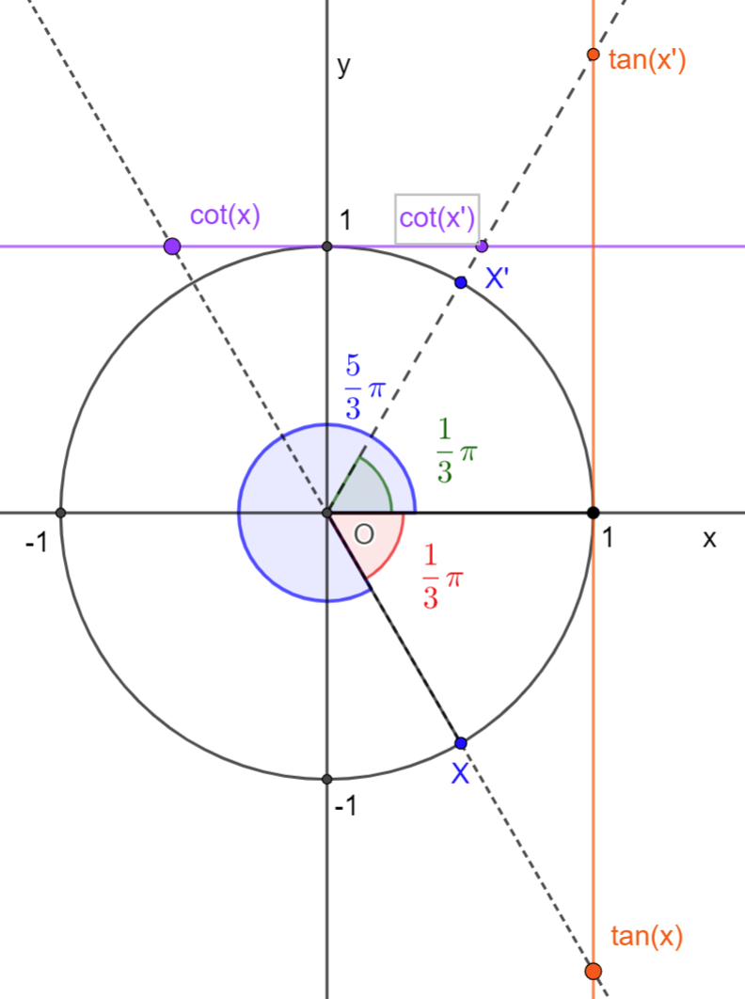 tan(x')
y
cot(x)
1
cot(x')
X'
5/3 π
1/3 π
O
-1
1
x
1/3 π
X
-1
tan(x)